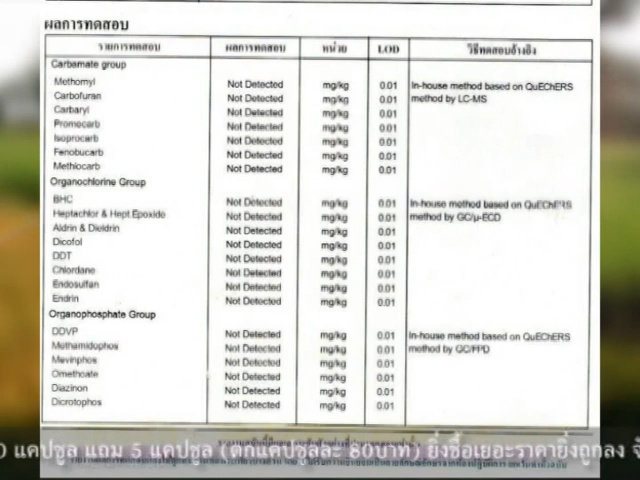 ผลการทดสอบ
รายการทดสอบ ผลการทดสอบ หน่วย LOD วิธีทดสอบอ้างอิง
Carbamate group
Methomyl Not Detected mg/kg 0.01 In-house method based on QuEChERS
Carbofuran Not Detected mg/kg 0.01 method by LC-MS
Carbaryl Not Detected mg/kg 0.01
Promecarb Not Detected mg/kg 0.01
Isoprocarb Not Detected mg/kg 0.01
Fenobucarb Not Detected mg/kg 0.01
Methiocarb Not Detected mg/kg 0.01
Organochlorine Group
BHC Not Detected mg/kg 0.01 In-house method based on QuEChERS
Heptachlor & Hept Epoxide Not Detected mg/kg 0.01 method by GC/μ-ECD
Aldrin & Dieldrin Not Detected mg/kg 0.01
Dicofol Not Detected mg/kg 0.01
DDT Not Detected mg/kg 0.01
Chlordane Not Detected mg/kg 0.01
Endosulfan Not Detected mg/kg 0.01
Endrin Not Detected mg/kg 0.01
Organophosphate Group
DDVP Not Detected mg/kg 0.01 In-house method based on QuEChERS
Methamidophos Not Detected mg/kg 0.01 method by GC/FPD
Mevinphos Not Detected mg/kg 0.01
Omethoate Not Detected mg/kg 0.01
Diazinon Not Detected mg/kg 0.01
Dicrotophos Not Detected mg/kg 0.01
0 แคปซูล แถม 5 แคปซูล (ตกแคปซูลละ 80บาท) ยิ่งซื้อเยอะราคายิ่งถูกลง